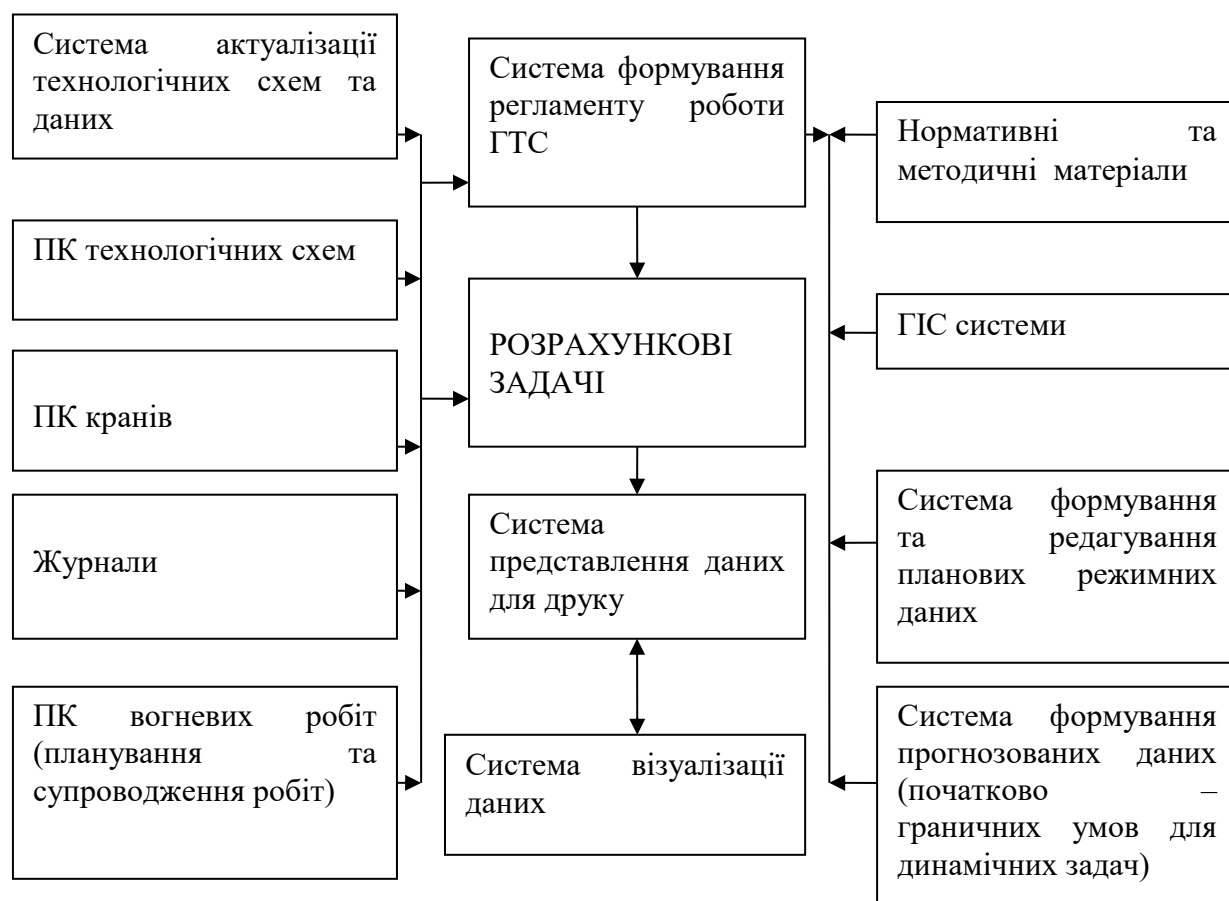 Система актуалізації
технологічних схем та
даних
ПК технологічних схем
ПК кранів
Журнали
ПК вогневих робіт
(планування та
супроводження робіт)
Система формування
регламенту роботи
ГТС
РОЗРАХУНКОВІ
ЗАДАЧІ
Система
представлення даних
для друку
Система візуалізації
даних
Нормативні та
методичні матеріали
ГІС системи
Система формування
та редагування
планових режимних
даних
Система формування
прогнозованих даних
(початково –
граничних умов для
динамічних задач)